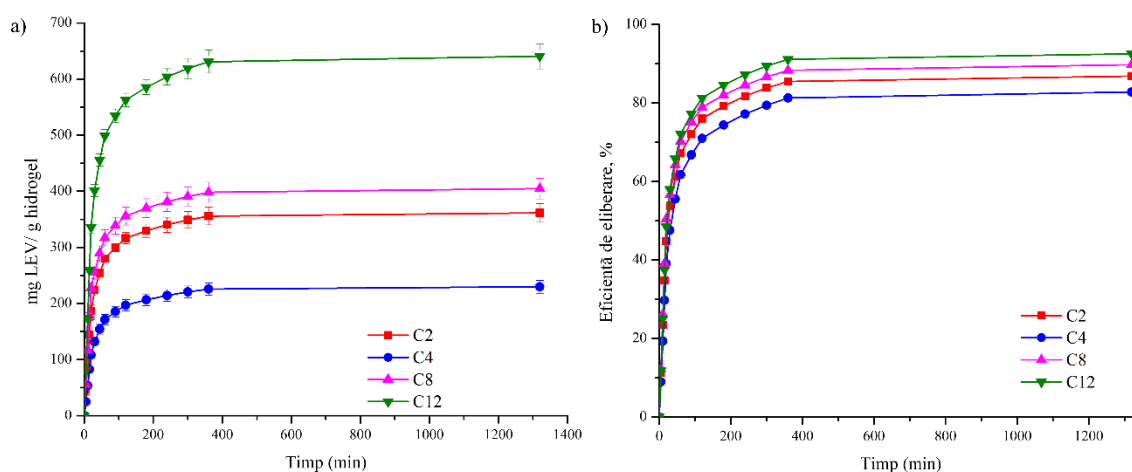 a)
mg LEV/ g hidrogel
700
600
500
400
300
200
100
0
C2
C4
C8
C12
0 200 400 600 800 1000 1200 1400
Timp (min)
b)
Eficientă de eliberare, %
100
80
60
40
20
0
C2
C4
C8
C12
0 200 400 600 800 1000 1200
Timp (min)